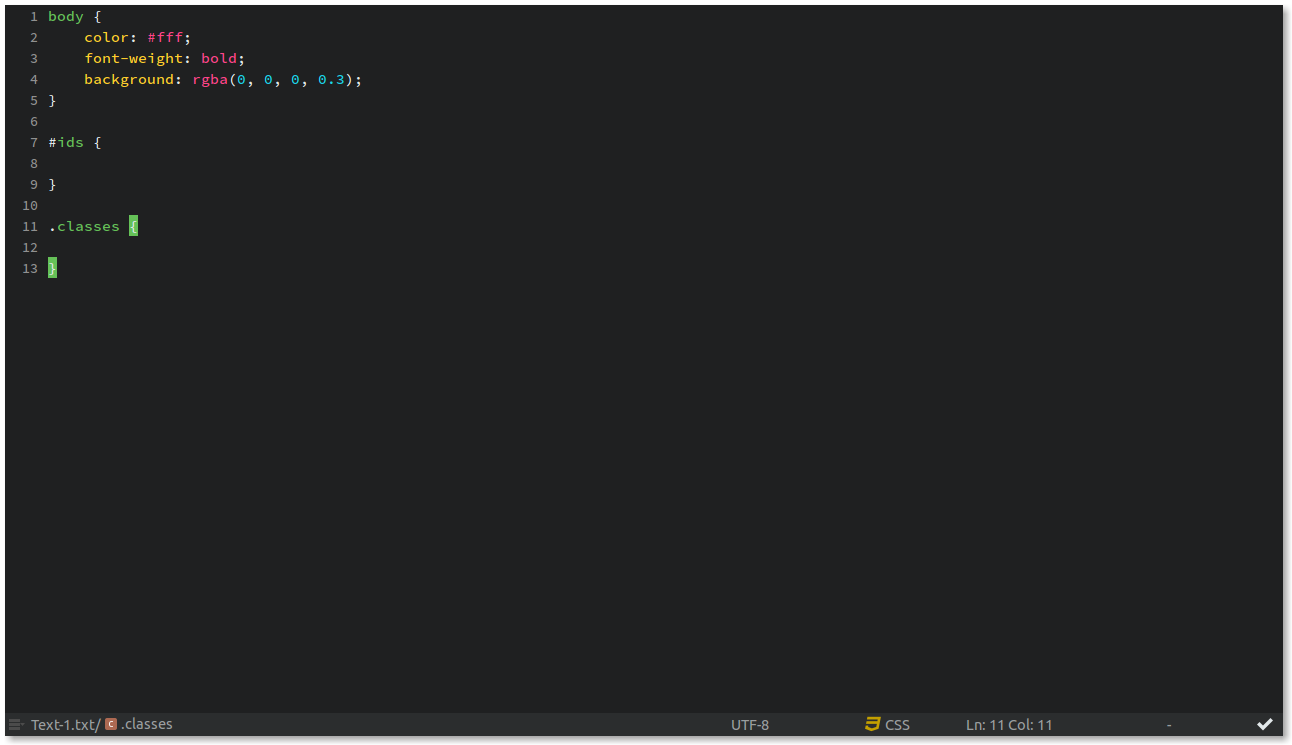 1 body {
2     color: #fff;
3     font-weight: bold;
4     background: rgba(0, 0, 0, 0.3);
5 }
6
7 #ids {
8
9 }
10
11 .classes {
12
13 }
Text-1.txt/ c .classes UTF-8 CSS Ln: 11 Col: 11 -